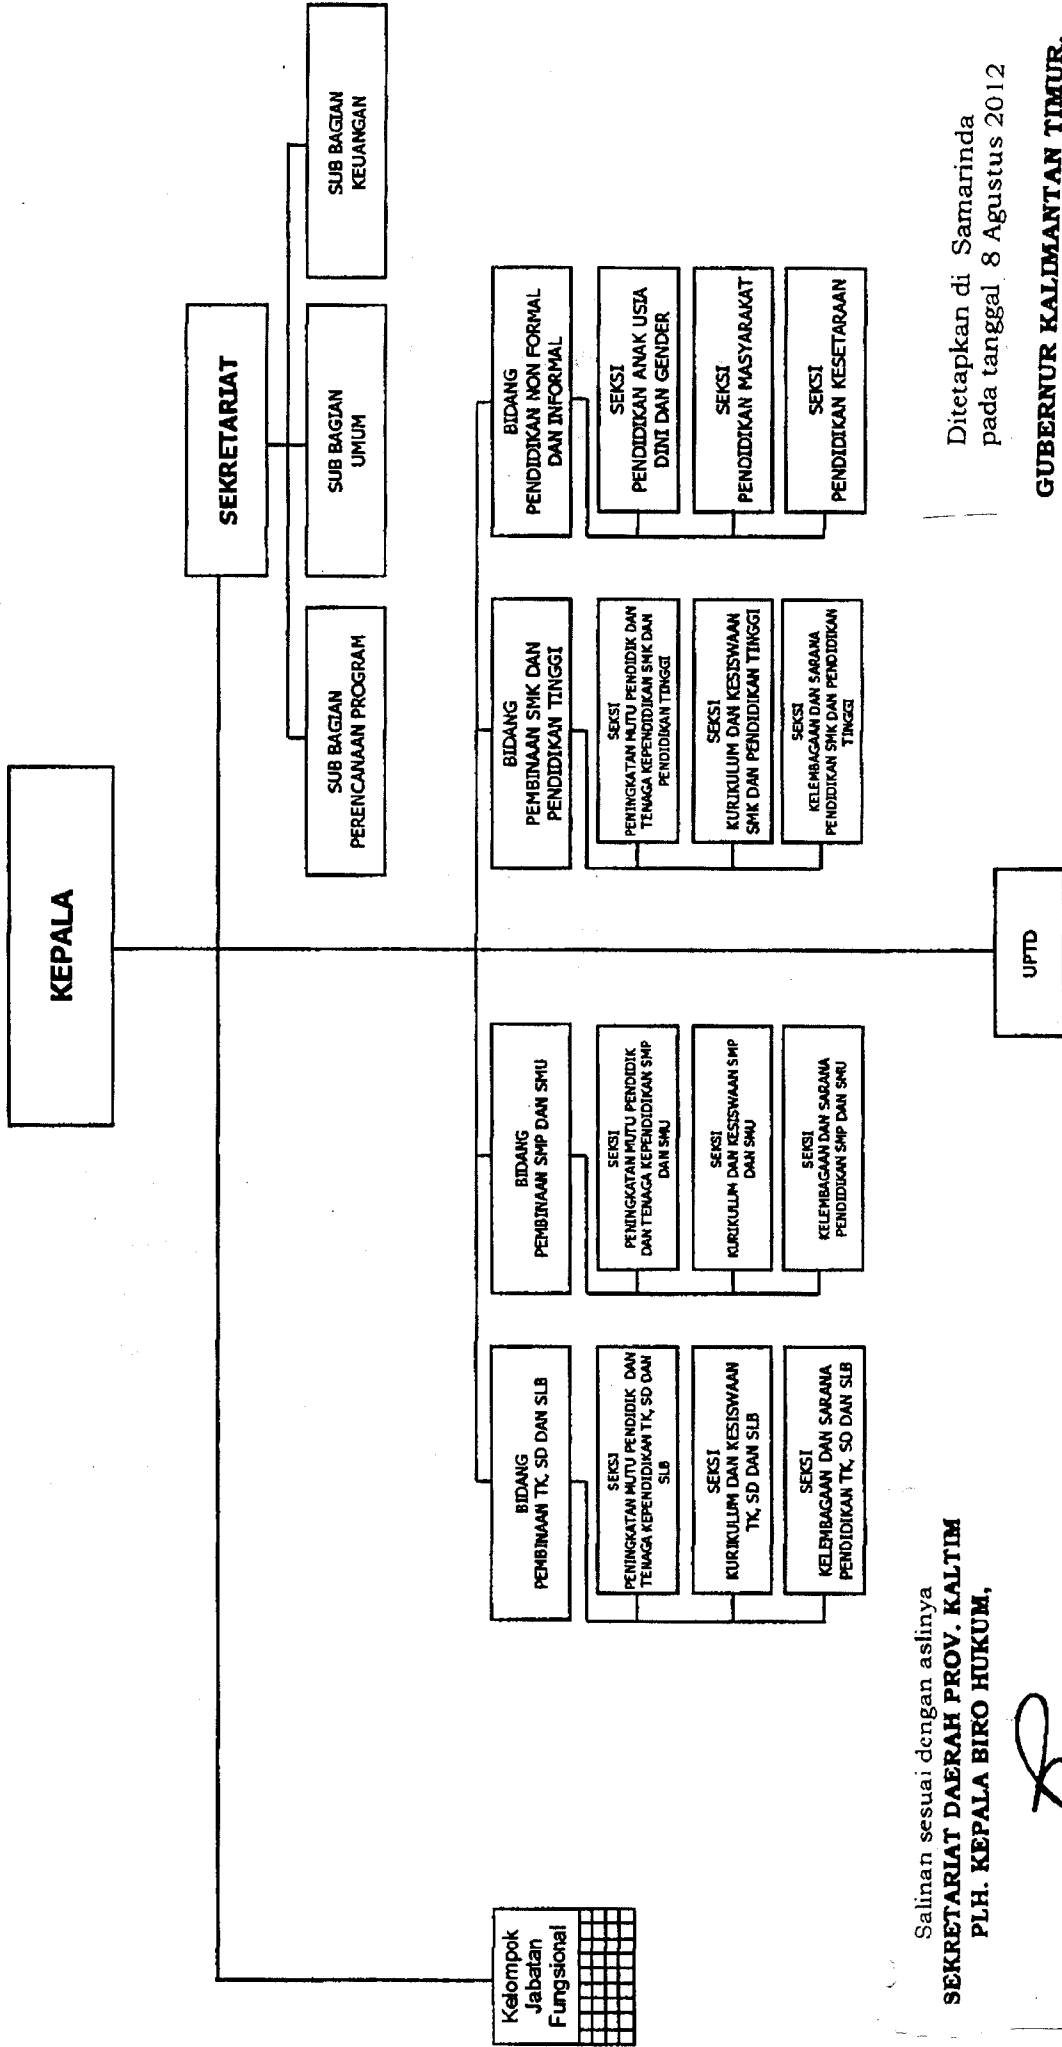 KEPALA
SEKRETARIAT
SUB BAGIAN
PERENCANAAN PROGRAM
SUB BAGIAN
UMUM
SUB BAGIAN
KEUANGAN
Kelompok
Jabatan
Fungsional
BIDANG
PEMBINAAN TK, SD DAN SLB
SEKSI
PENINGKATAN MUTU PENDIDIK DAN
TENAGA KEPENDIDIKAN TK, SD DAN
SLB
SEKSI
KURIKULUM DAN KESISWAAN
TK, SD DAN SLB
SEKSI
KELEMBAGAAN DAN SARANA
PENDIDIKAN TK, SD DAN SLB
BIDANG
PEMBINAAN SMP DAN SMU
SEKSI
PENINGKATAN MUTU PENDIDIK
DAN TENAGA KEPENDIDIKAN SMP
DAN SMU
SEKSI
KURIKULUM DAN KESISWAAN SMP
DAN SMU
SEKSI
KELEMBAGAAN DAN SARANA
PENDIDIKAN SMP DAN SMU
BIDANG
PEMBINAAN SMK DAN
PENDIDIKAN TINGGI
SEKSI
PENINGKATAN MUTU PENDIDIK DAN
TENAGA KEPENDIDIKAN SMK DAN
PENDIDIKAN TINGGI
SEKSI
KURIKULUM DAN KESISWAAN
SMK DAN PENDIDIKAN TINGGI
SEKSI
KELEMBAGAAN DAN SARANA
PENDIDIKAN SMK DAN PENDIDIKAN
TINGGI
BIDANG
PENDIDIKAN NON FORMAL
DAN INFORMAL
SEKSI
PENDIDIKAN ANAK USIA
DINI DAN GENDER
SEKSI
PENDIDIKAN MASYARAKAT
SEKSI
PENDIDIKAN KESETARAAN
UPTD
Salinan sesuai dengan aslinya
SEKRETARIAT DAERAH PROV. KALTIM
PLH. KEPALA BIRO HUKUM,
Ditetapkan di Samarinda
pada tanggal 8 Agustus 2012
GUBERNUR KALIMANTAN TIMUR,